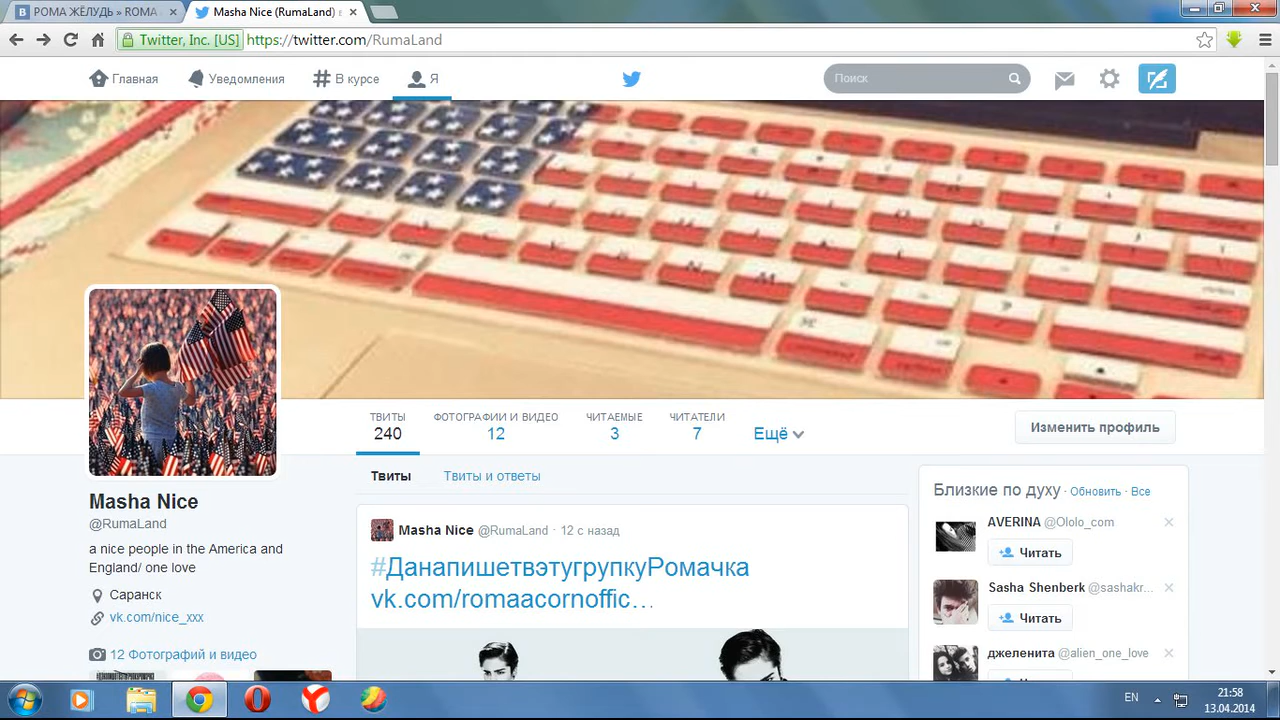 РОМА ЖЁЛУДЬ » ROMA
Masha Nice (RumaLand)
Twitter, Inc. [US] https://twitter.com/RumaLand
Главная Уведомления В курсе Я Поиск
ТВИТЫ ФОТОГРАФИИ И ВИДЕО ЧИТАЕМЫЕ ЧИТАТЕЛИ
240 12 3 7 Ещё Изменить профиль
Твиты Твиты и ответы
Masha Nice
@RumaLand
a nice people in the America and
England/ one love
Саранск
vk.com/nice_xxx
12 Фотографий и видео
Masha Nice @RumaLand · 12 с назад
#ДанапишетвэтугрупкуРомачка
vk.com/romaacornoffic…
Близкие по духу · Обновить · Все
AVERINA @Ololo_com
Читать
Sasha Shenberk @sashakr...
Читать
джеленита @alien_one_love
EN 21:58
13.04.2014